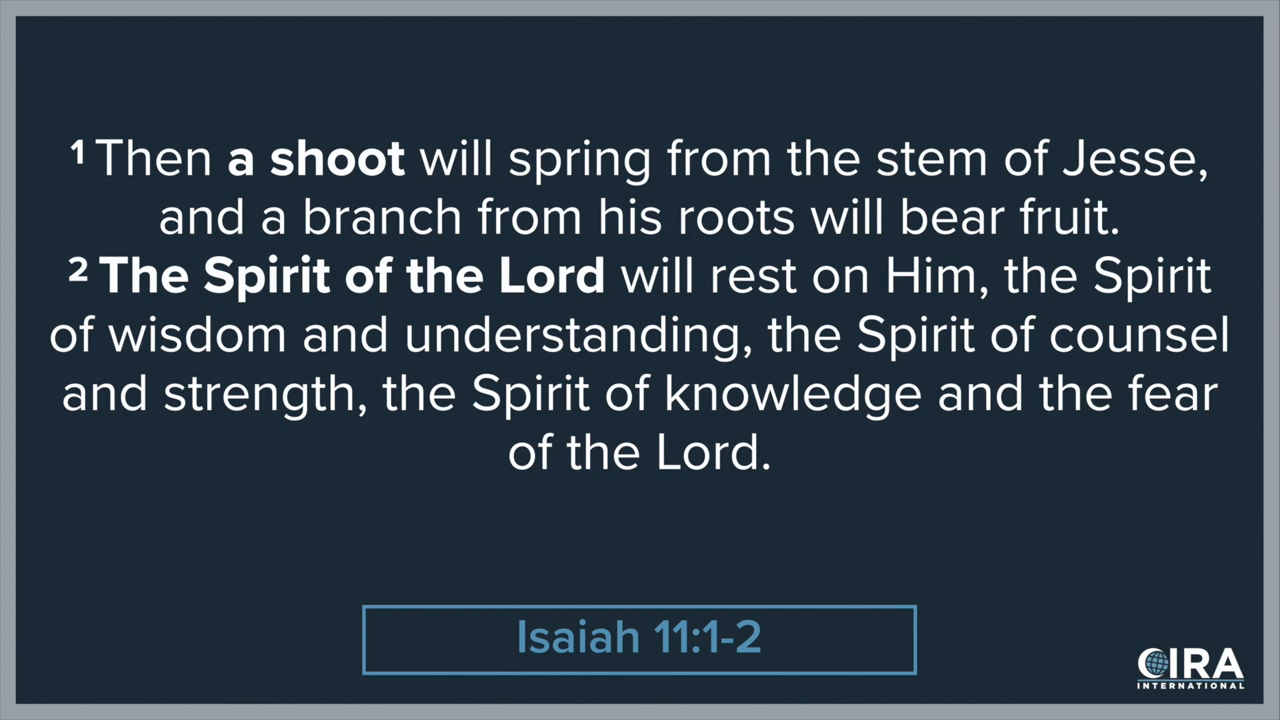 1 Then a shoot will spring from the stem of Jesse,
and a branch from his roots will bear fruit.
2 The Spirit of the Lord will rest on Him, the Spirit
of wisdom and understanding, the Spirit of counsel
and strength, the Spirit of knowledge and the fear
of the Lord.
Isaiah 11:1-2
CIRA
INTERNATIONAL